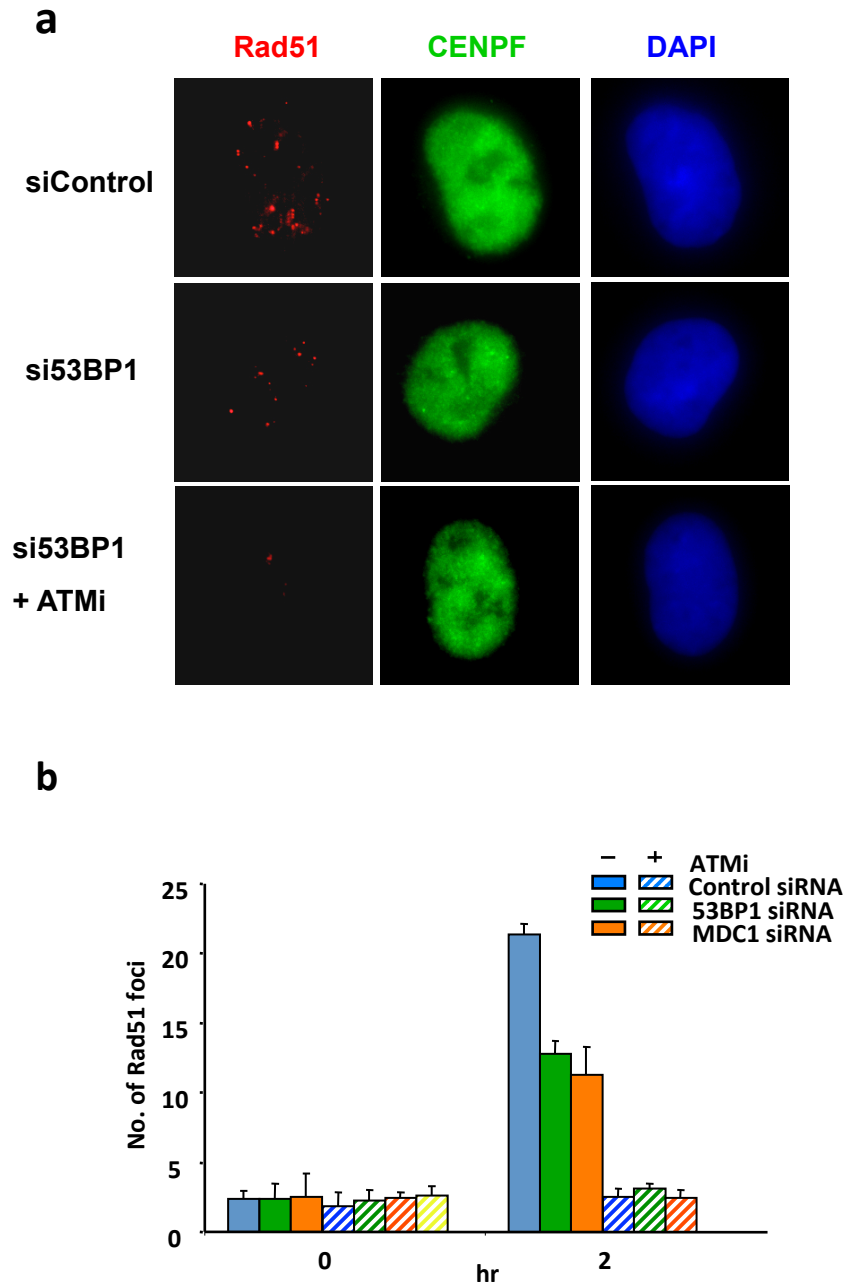 a
Rad51 CENPF DAPI
siControl
si53BP1
si53BP1
+ ATMi
b
– + ATMi
Control siRNA
53BP1 siRNA
MDC1 siRNA
No. of Rad51 foci
25
20
15
10
5
0
0 2
hr